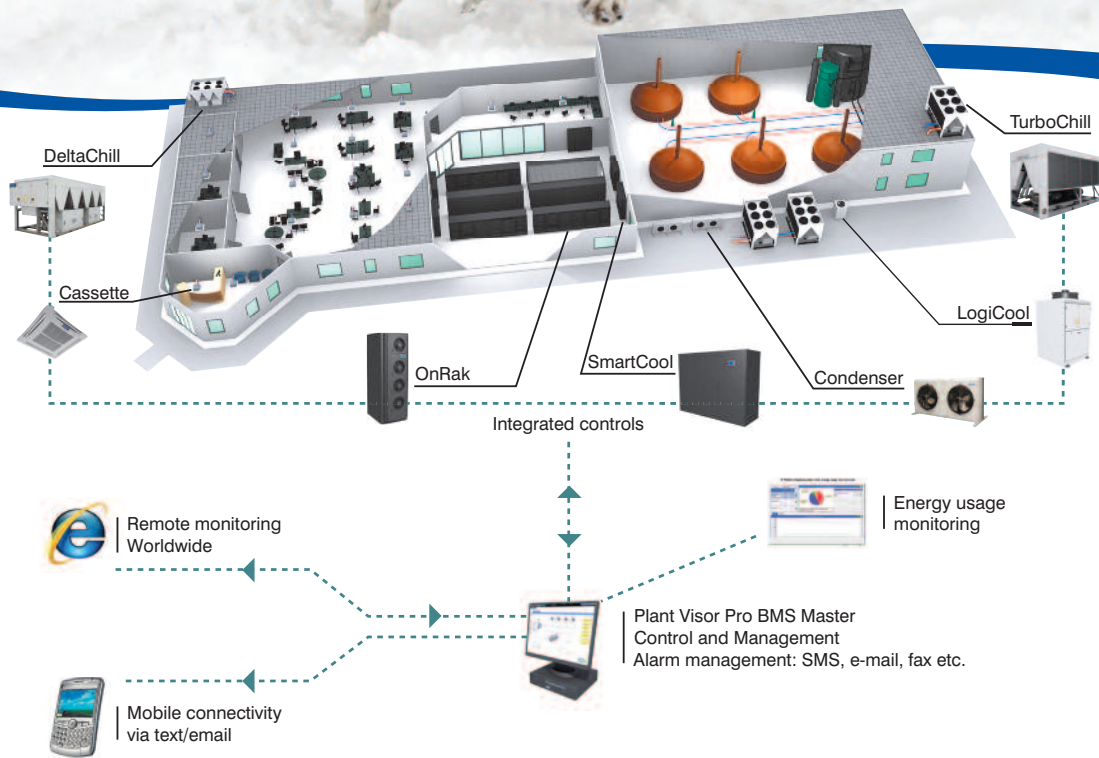 DeltaChill
TurboChill
Cassette
LogiCool
OnRak
SmartCool
Condenser
Integrated controls
Remote monitoring
Worldwide
Energy usage
monitoring
Plant Visor Pro BMS Master
Control and Management
Alarm management: SMS, e-mail, fax etc.
Mobile connectivity
via text/email